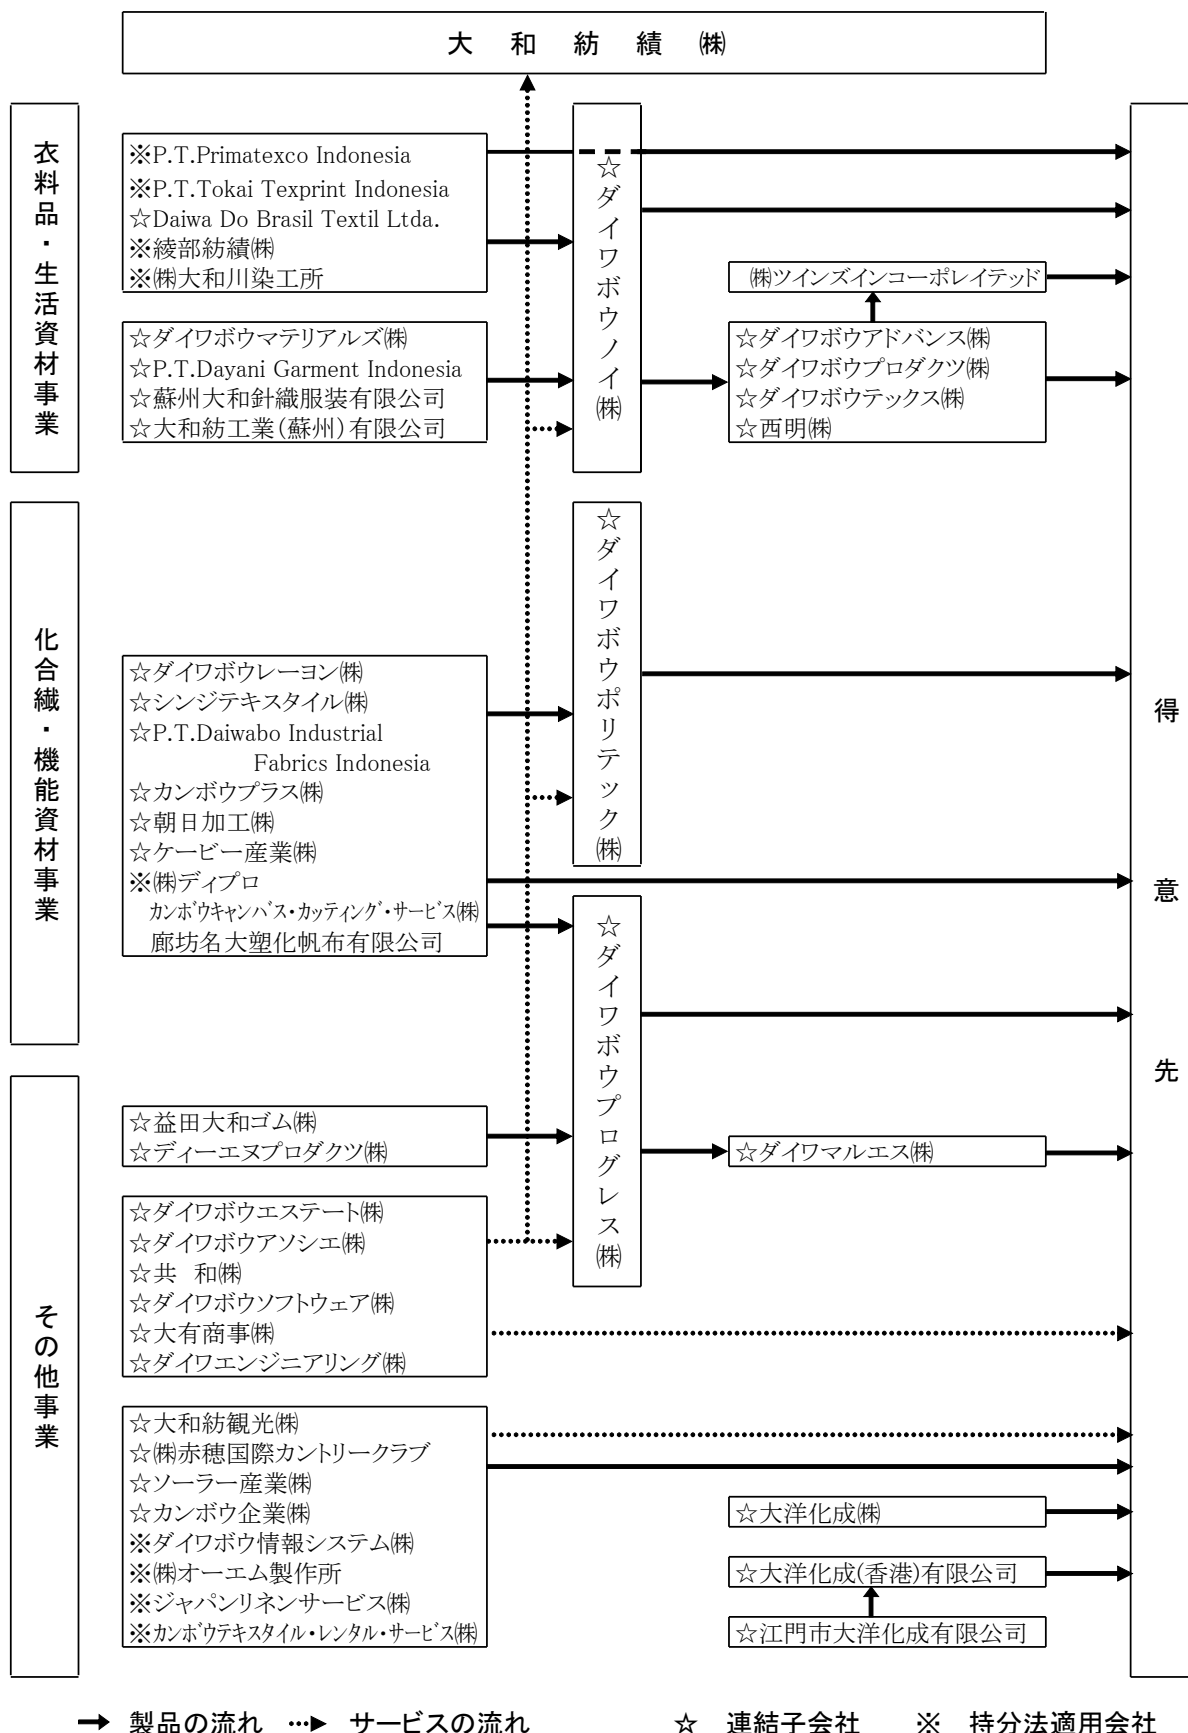 大和紡績㈱
衣料品・生活資材事業
※P.T.Primatexco Indonesia
※P.T.Tokai Texprint Indonesia
☆Daiwa Do Brasil Textil Ltda.
※綾部紡績㈱
※㈱大和川染工所
☆ダイワボウマテリアルズ㈱
☆P.T.Dayani Garment Indonesia
☆蘇州大和針織服装有限公司
☆大和紡工業(蘇州)有限公司
☆ダイワボウノイ㈱
㈱ツインズインコーポレイテッド
☆ダイワボウアドバンス㈱
☆ダイワボウプロダクツ㈱
☆ダイワボウテックス㈱
☆西明㈱
化合繊・機能資材事業
☆ダイワボウレーヨン㈱
☆シンジテキスタイル㈱
☆P.T.Daiwabo Industrial
Fabrics Indonesia
☆カンボウプラス㈱
☆朝日加工㈱
☆ケービー産業㈱
※㈱ディプロ
カンボウキャンバス・カッティング・サービス㈱
廊坊名大塑化帆布有限公司
☆ダイワボウポリテック㈱
☆ダイワボウプログレス㈱
その他事業
☆益田大和ゴム㈱
☆ディーエヌプロダクツ㈱
☆ダイワマルエス㈱
☆ダイワボウエステート㈱
☆ダイワボウアソシエ㈱
☆共 和㈱
☆ダイワボウソフトウェア㈱
☆大有商事㈱
☆ダイワエンジニアリング㈱
☆大和紡観光㈱
☆㈱赤穂国際カントリークラブ
☆ソーラー産業㈱
☆カンボウ企業㈱
※ダイワボウ情報システム㈱
※㈱オーエム製作所
※ジャパンリネンサービス㈱
※カンボウテキスタイル・レンタル・サービス㈱
☆大洋化成㈱
☆大洋化成(香港)有限公司
☆江門市大洋化成有限公司
得意先
→ 製品の流れ ···▶ サービスの流れ ☆ 連結子会社 ※ 持分法適用会社